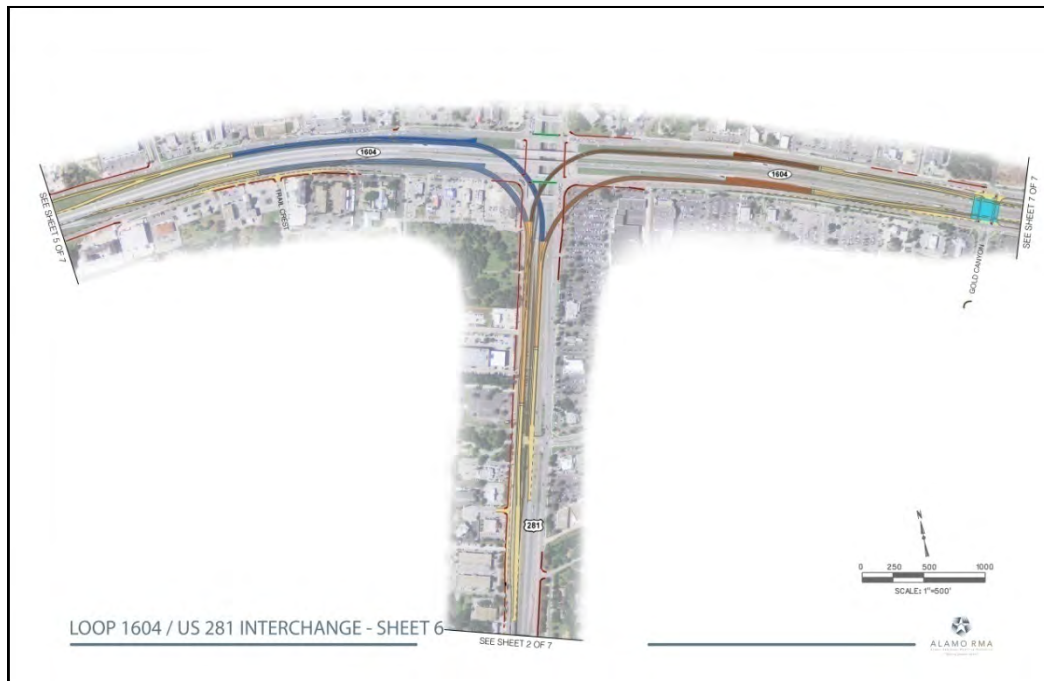 1604
1604
SEE SHEET 5 OF 7
TRAIL CREST
SEE SHEET 7 OF 7
GOLD CANYON
281
N
0 250 500 1000
SCALE: 1"=500'
LOOP 1604 / US 281 INTERCHANGE - SHEET 6
SEE SHEET 2 OF 7
ALAMO RMA